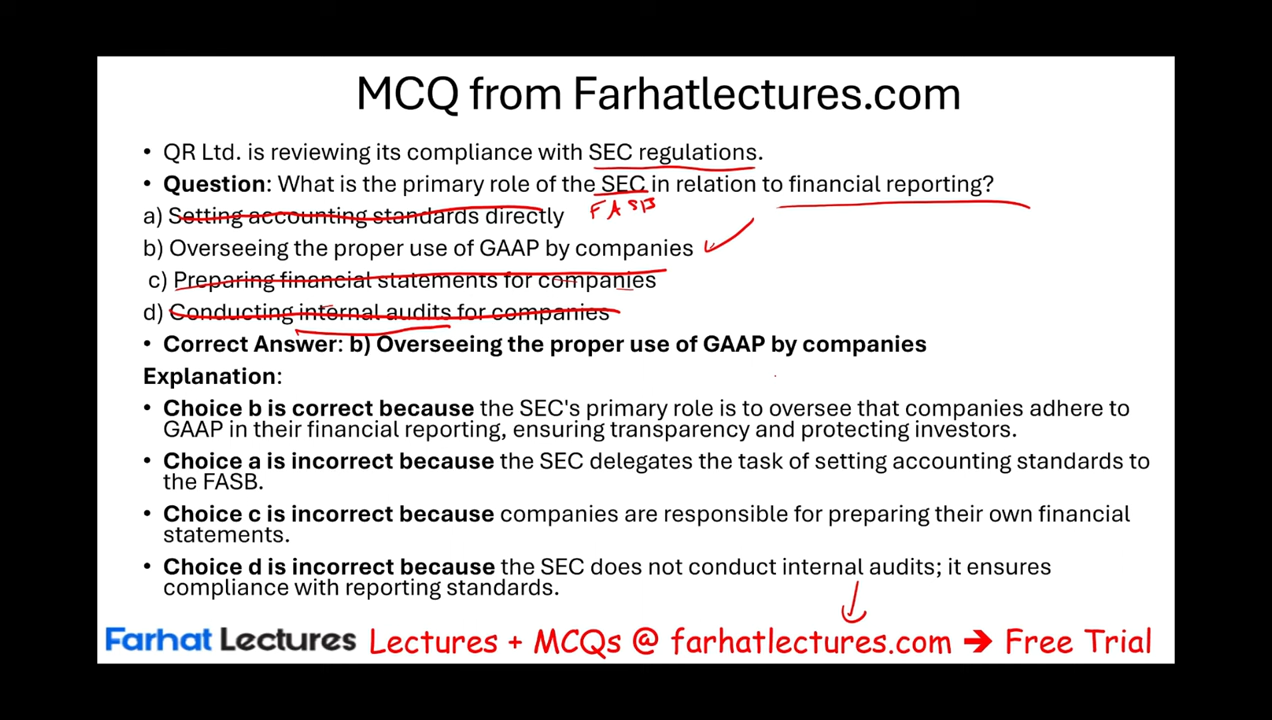 MCQ from Farhatlectures.com
• QR Ltd. is reviewing its compliance with SEC regulations.
• Question: What is the primary role of the SEC in relation to financial reporting?
FASB
a) Setting accounting standards directly
b) Overseeing the proper use of GAAP by companies
c) Preparing financial statements for companies
d) Conducting internal audits for companies
• Correct Answer: b) Overseeing the proper use of GAAP by companies
Explanation:
• Choice b is correct because the SEC's primary role is to oversee that companies adhere to
GAAP in their financial reporting, ensuring transparency and protecting investors.
• Choice a is incorrect because the SEC delegates the task of setting accounting standards to
the FASB.
• Choice c is incorrect because companies are responsible for preparing their own financial
statements.
• Choice d is incorrect because the SEC does not conduct internal audits; it ensures
compliance with reporting standards.
Farhat Lectures Lectures + MCQs @ farhatlectures.com → Free Trial